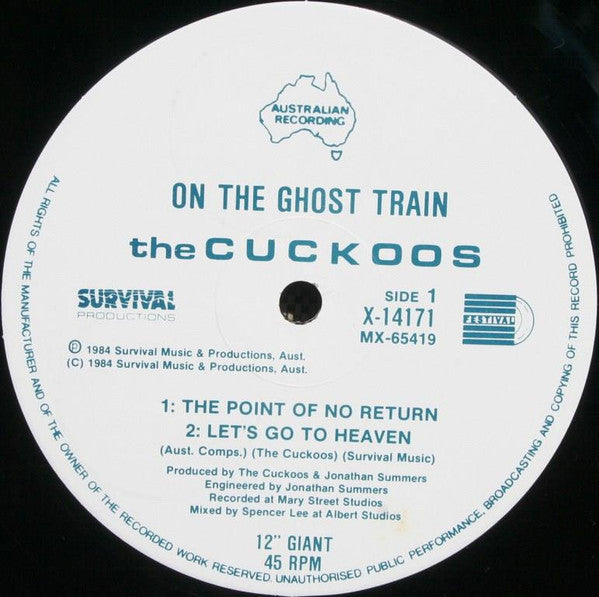 AUSTRALIAN
RECORDING
ON THE GHOST TRAIN
the CUCKOOS
SURVIVAL
PRODUCTIONS
SIDE 1
X-14171
MX-65419
FESTIVAL
Ⓟ 1984 Survival Music & Productions, Aust.
(C) 1984 Survival Music & Productions, Aust.
1: THE POINT OF NO RETURN
2: LET'S GO TO HEAVEN
(Aust. Comps.) (The Cuckoos) (Survival Music)
Produced by The Cuckoos & Jonathan Summers
Engineered by Jonathan Summers
Recorded at Mary Street Studios
Mixed by Spencer Lee at Albert Studios
12" GIANT
45 RPM
ALL RIGHTS OF THE MANUFACTURER AND OF THE OWNER OF THE RECORDED WORK RESERVED. UNAUTHORISED PUBLIC PERFORMANCE, BROADCASTING AND COPYING OF THIS RECORD PROHIBITED